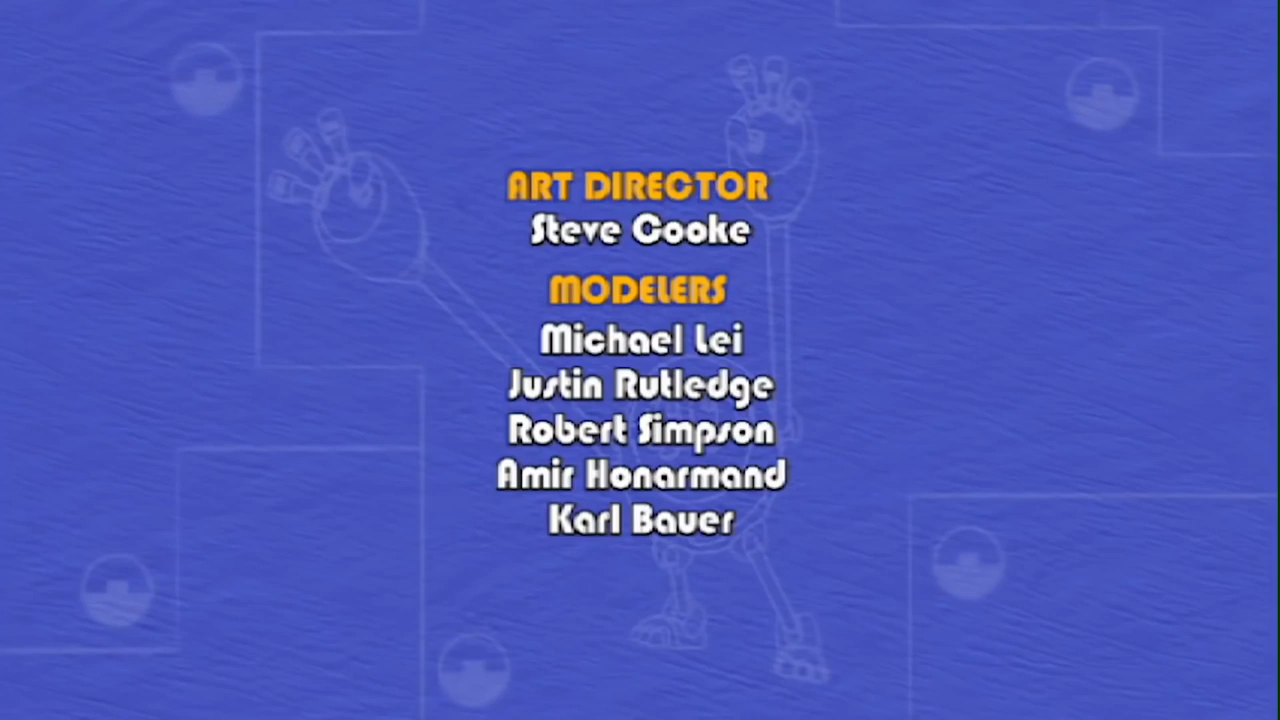 ART DIRECTOR
Steve Cooke
MODELERS
Michael Lei
Justin Rutledge
Robert Simpson
Amir Honarmand
Karl Bauer